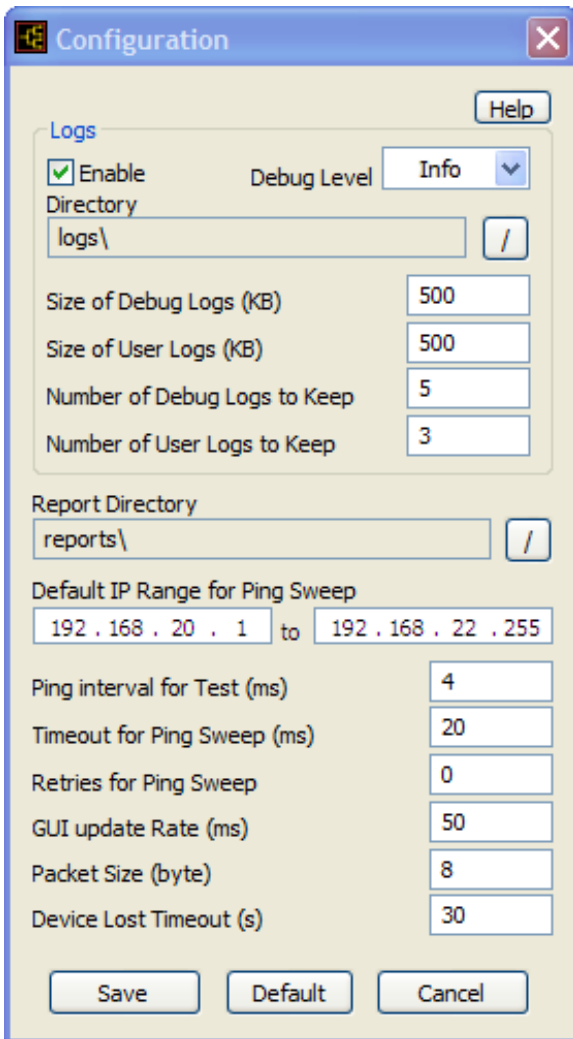 Configuration
Help
Logs
Enable
Debug Level Info
Directory
logs\
/
Size of Debug Logs (KB) 500
Size of User Logs (KB) 500
Number of Debug Logs to Keep 5
Number of User Logs to Keep 3
Report Directory
reports\
/
Default IP Range for Ping Sweep
192 . 168 . 20 . 1 to 192 . 168 . 22 . 255
Ping interval for Test (ms) 4
Timeout for Ping Sweep (ms) 20
Retries for Ping Sweep 0
GUI update Rate (ms) 50
Packet Size (byte) 8
Device Lost Timeout (s) 30
Save Default Cancel